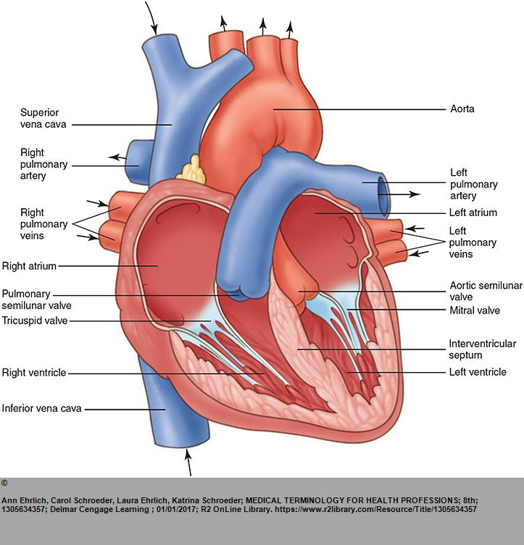 Superior
vena cava
Right
pulmonary
artery
Right
pulmonary
veins
Right atrium
Pulmonary
semilunar valve
Tricuspid valve
Right ventricle
Inferior vena cava
Aorta
Left
pulmonary
artery
Left atrium
Left
pulmonary
veins
Aortic semilunar
valve
Mitral valve
Interventricular
septum
Left ventricle
©
Ann Ehrlich, Carol Schroeder, Laura Ehrlich, Katrina Schroeder; MEDICAL TERMINOLOGY FOR HEALTH PROFESSIONS; 8th;
1305634357; Delmar Cengage Learning ; 01/01/2017; R2 OnLine Library. https://www.r2library.com/Resource/Title/1305634357